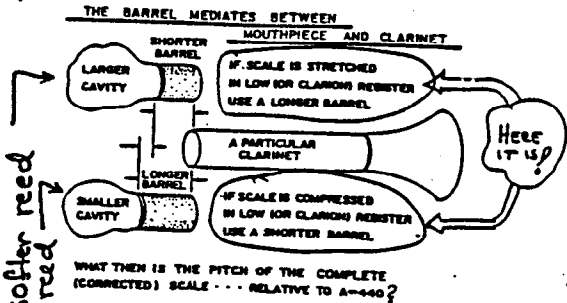 THE BARREL MEDIATES BETWEEN
MOUTHPIECE AND CLARINET
SHORTER
BARREL
LARGER
CAVITY
IF SCALE IS STRETCHED
IN LOW (OR CLARION) REGISTER
USE A LONGER BARREL
A PARTICULAR
CLARINET
HERE
IT IS!
LONGER
BARREL
SMALLER
CAVITY
IF SCALE IS COMPRESSED
IN LOW (OR CLARION) REGISTER
USE A SHORTER BARREL
softer reed
reed
WHAT THEN IS THE PITCH OF THE COMPLETE
(CORRECTED) SCALE --- RELATIVE TO A=440?